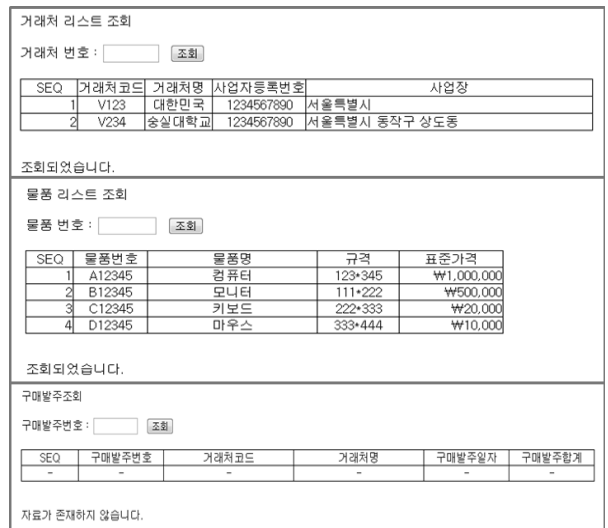 거래처 리스트 조회
거래처 번호 : 조회
SEQ 거래처코드 거래처명 사업자등록번호 사업장
1 V123 대한민국 1234567890 서울특별시
2 V234 숭실대학교 1234567890 서울특별시 동작구 상도동
조회되었습니다.
물품 리스트 조회
물품 번호 : 조회
SEQ 물품번호 물품명 규격 표준가격
1 A12345 컴퓨터 123*345 ₩1,000,000
2 B12345 모니터 111*222 ₩500,000
3 C12345 키보드 222*333 ₩20,000
4 D12345 마우스 333*444 ₩10,000
조회되었습니다.
구매발주조회
구매발주번호 : 조회
SEQ 구매발주번호 거래처코드 거래처명 구매발주일자 구매발주합계
- - - - - -
자료가 존재하지 않습니다.